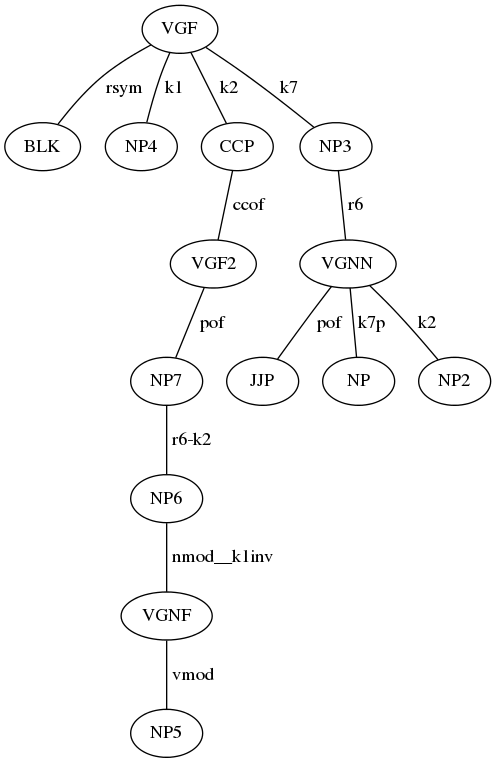 VGF
rsym k1 k2 k7
BLK NP4 CCP NP3
ccof r6
VGF2 VGNN
pof pof k7p k2
NP7 JJP NP NP2
r6-k2
NP6
nmod__k1inv
VGNF
vmod
NP5